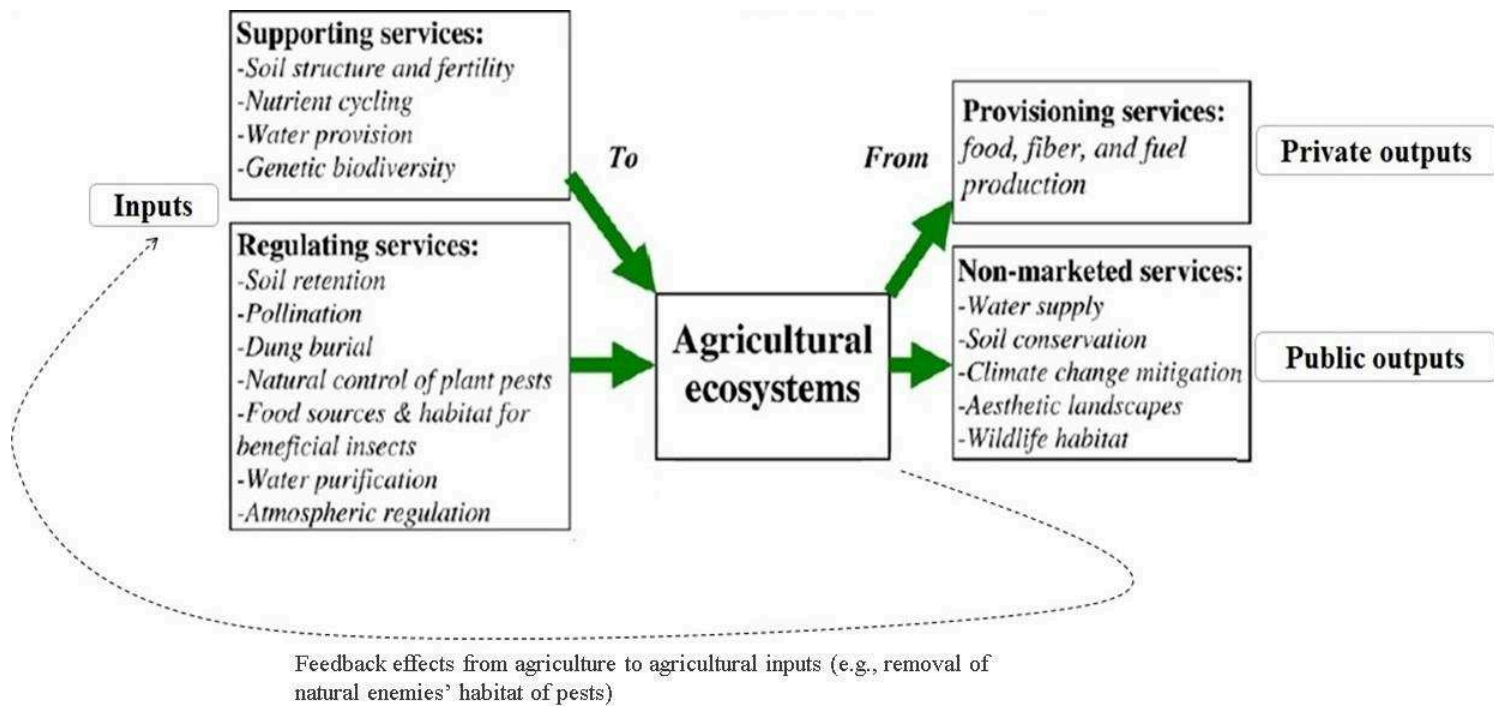 Supporting services:
-Soil structure and fertility
-Nutrient cycling
-Water provision
-Genetic biodiversity
To
From
Provisioning services:
food, fiber, and fuel
production
Private outputs
Inputs
Regulating services:
-Soil retention
-Pollination
-Dung burial
-Natural control of plant pests
-Food sources & habitat for
beneficial insects
-Water purification
-Atmospheric regulation
Agricultural
ecosystems
Non-marketed services:
-Water supply
-Soil conservation
-Climate change mitigation
-Aesthetic landscapes
-Wildlife habitat
Public outputs
Feedback effects from agriculture to agricultural inputs (e.g., removal of
natural enemies’ habitat of pests)